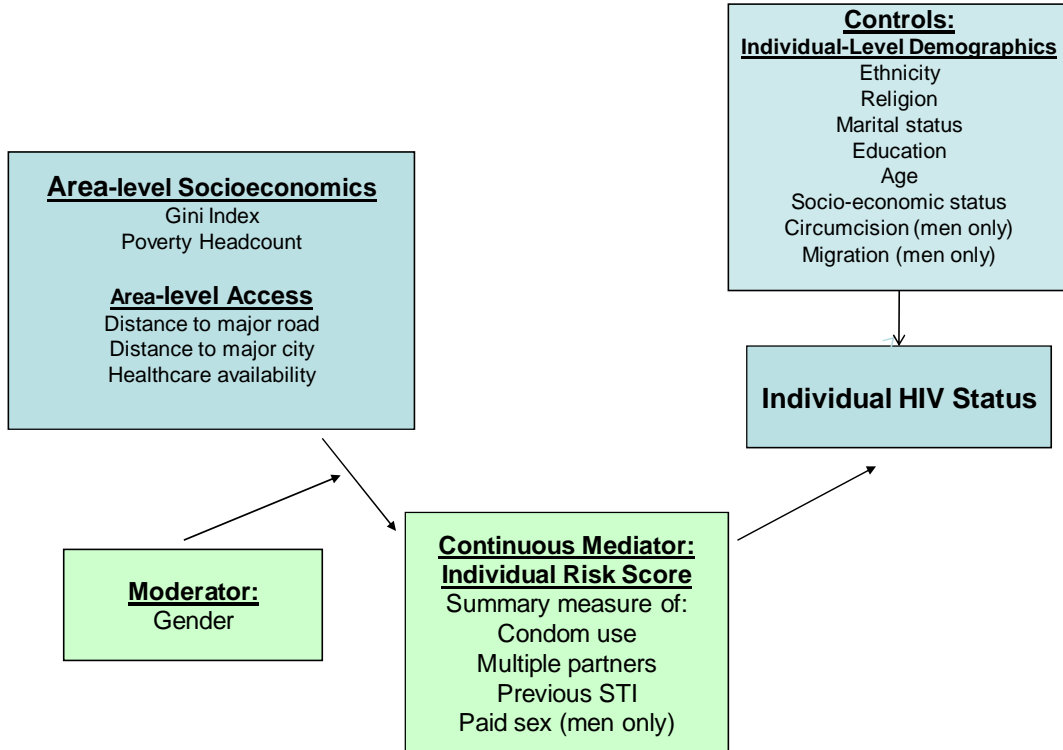 Controls:
Individual-Level Demographics
Ethnicity
Religion
Marital status
Education
Age
Socio-economic status
Circumcision (men only)
Migration (men only)
Area-level Socioeconomics
Gini Index
Poverty Headcount
Area-level Access
Distance to major road
Distance to major city
Healthcare availability
Individual HIV Status
Moderator:
Gender
Continuous Mediator:
Individual Risk Score
Summary measure of:
Condom use
Multiple partners
Previous STI
Paid sex (men only)